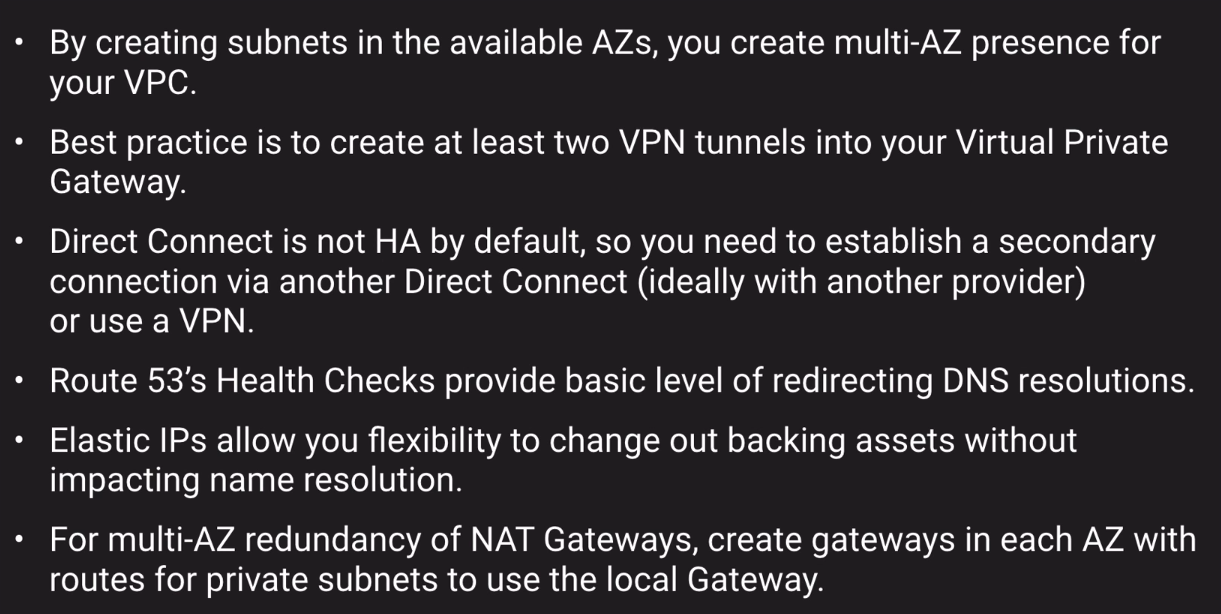 • By creating subnets in the available AZs, you create multi-AZ presence for
your VPC.
• Best practice is to create at least two VPN tunnels into your Virtual Private
Gateway.
• Direct Connect is not HA by default, so you need to establish a secondary
connection via another Direct Connect (ideally with another provider)
or use a VPN.
• Route 53’s Health Checks provide basic level of redirecting DNS resolutions.
• Elastic IPs allow you flexibility to change out backing assets without
impacting name resolution.
• For multi-AZ redundancy of NAT Gateways, create gateways in each AZ with
routes for private subnets to use the local Gateway.